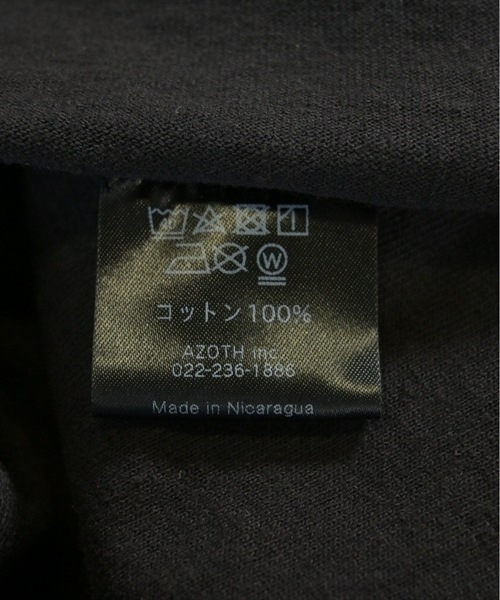 コットン100%
AZOTH inc.
022-236-1886
Made in Nicaragua